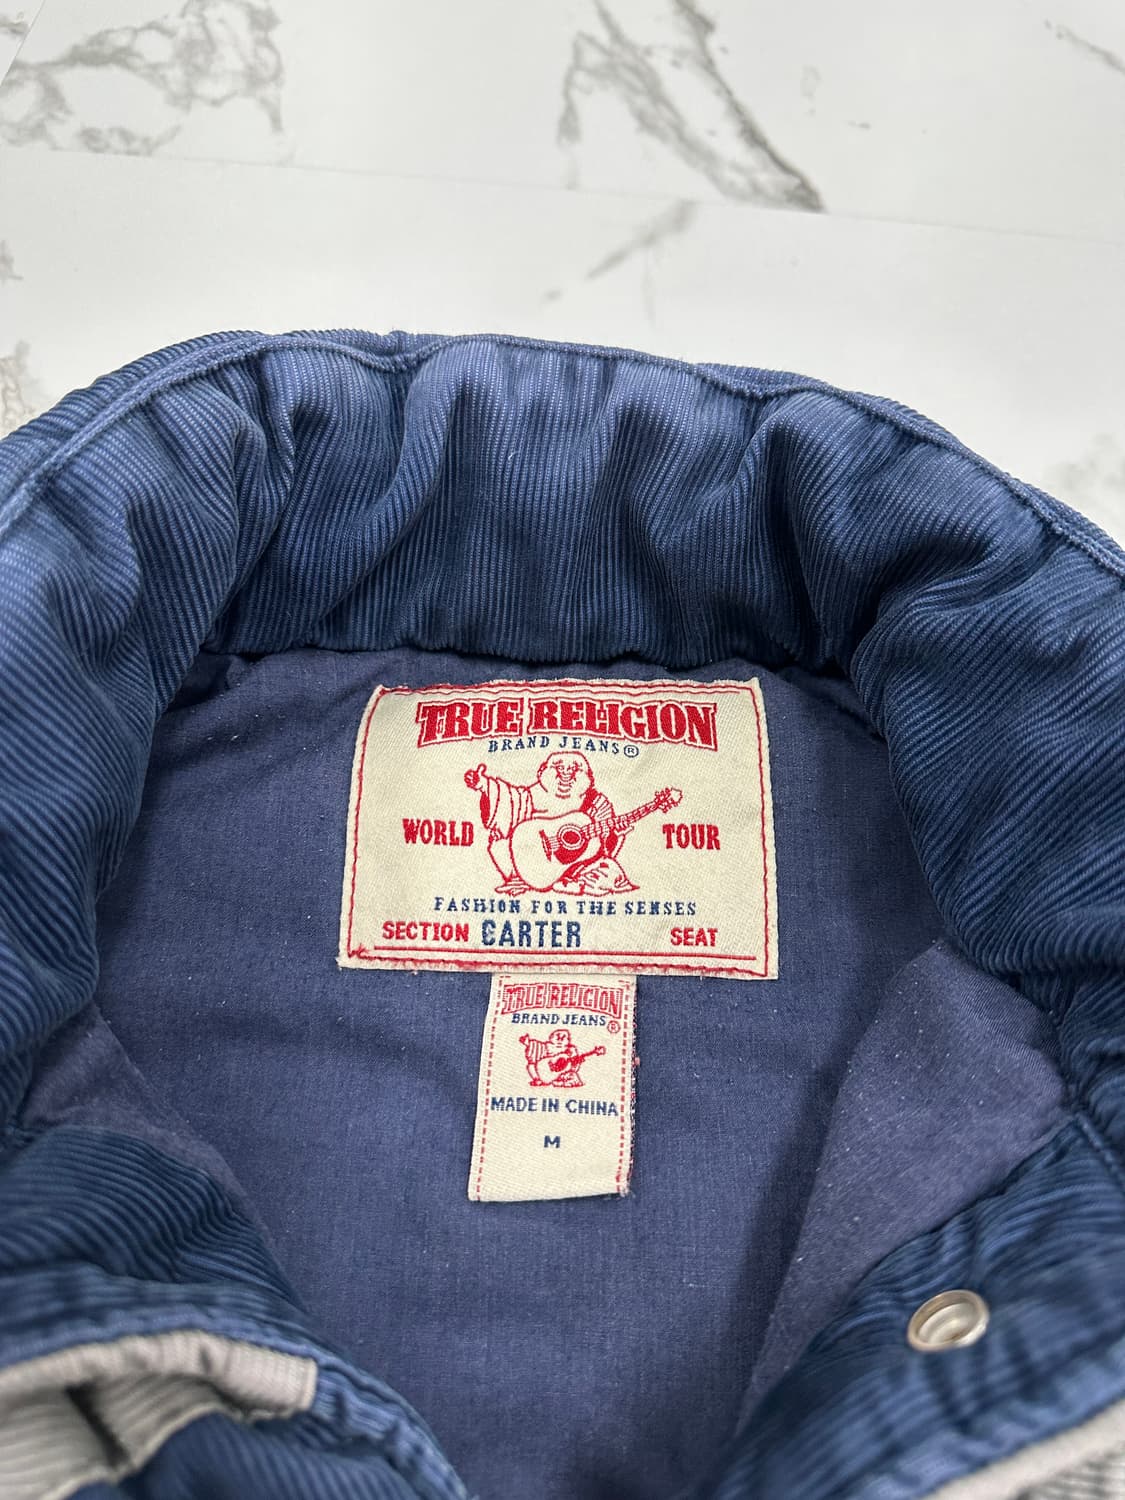 TRUE RELIGION
BRAND JEANS®
WORLD TOUR
FASHION FOR THE SENSES
SECTION CARTER SEAT
TRUE RELIGION
BRAND JEANS®
MADE IN CHINA
M